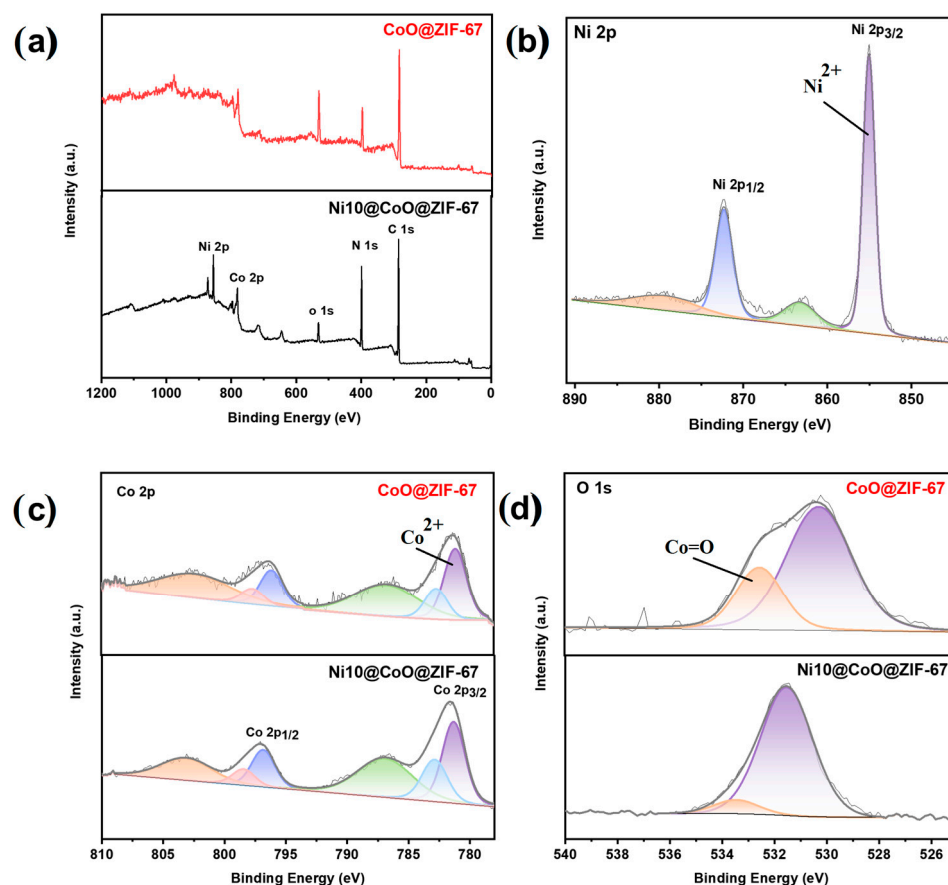 (a)
CoO@ZIF-67
Ni10@CoO@ZIF-67
Ni 2p
Co 2p
o 1s
N 1s
C 1s
Intensity (a.u.)
1200 1000 800 600 400 200 0
Binding Energy (eV)
(b)
Ni 2p
Ni 2p3/2
Ni2+
Ni 2p1/2
Intensity (a.u.)
890 880 870 860 850
Binding Energy (eV)
(c)
Co 2p
CoO@ZIF-67
Co2+
Ni10@CoO@ZIF-67
Co 2p3/2
Co 2p1/2
Intensity (a.u.)
810 805 800 795 790 785 780
Binding Energy (eV)
(d)
O 1s
CoO@ZIF-67
Co=O
Ni10@CoO@ZIF-67
Intensity (a.u.)
540 538 536 534 532 530 528 526
Binding Energy (eV)